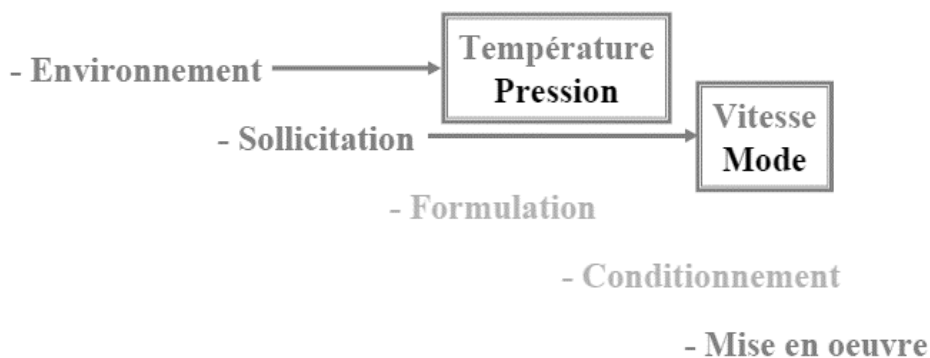 - Environnement
Température
Pression
- Sollicitation
Vitesse
Mode
- Formulation
- Conditionnement
- Mise en oeuvre